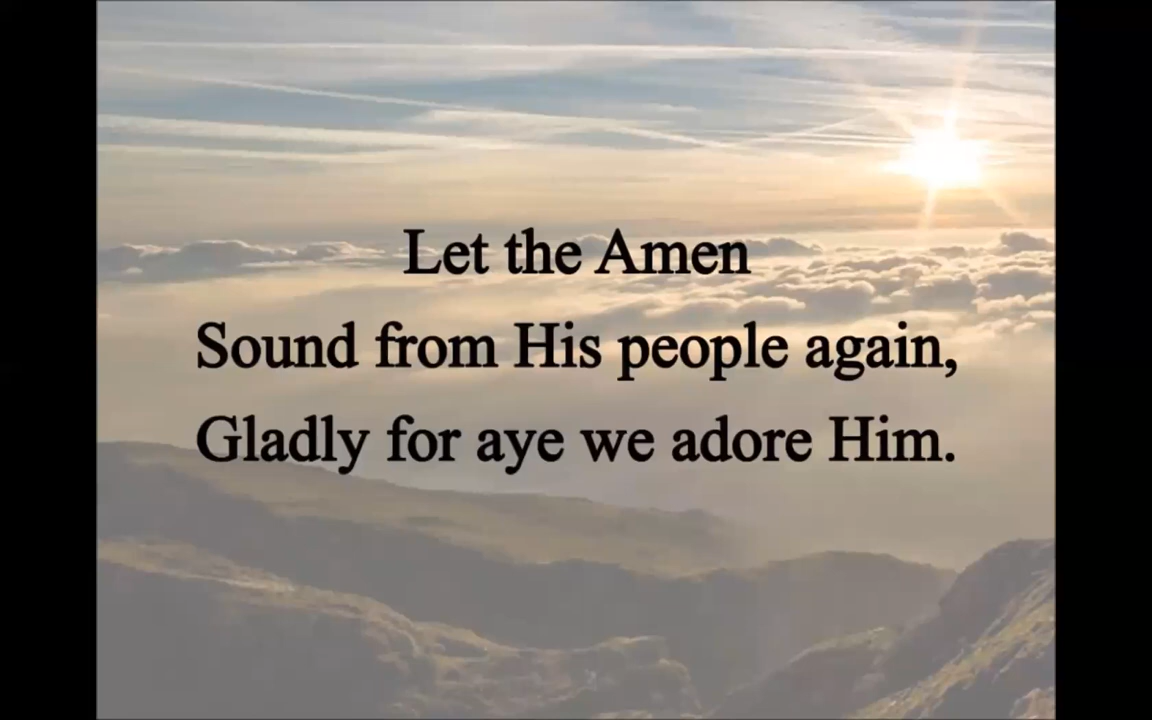 Let the Amen
Sound from His people again,
Gladly for aye we adore Him.